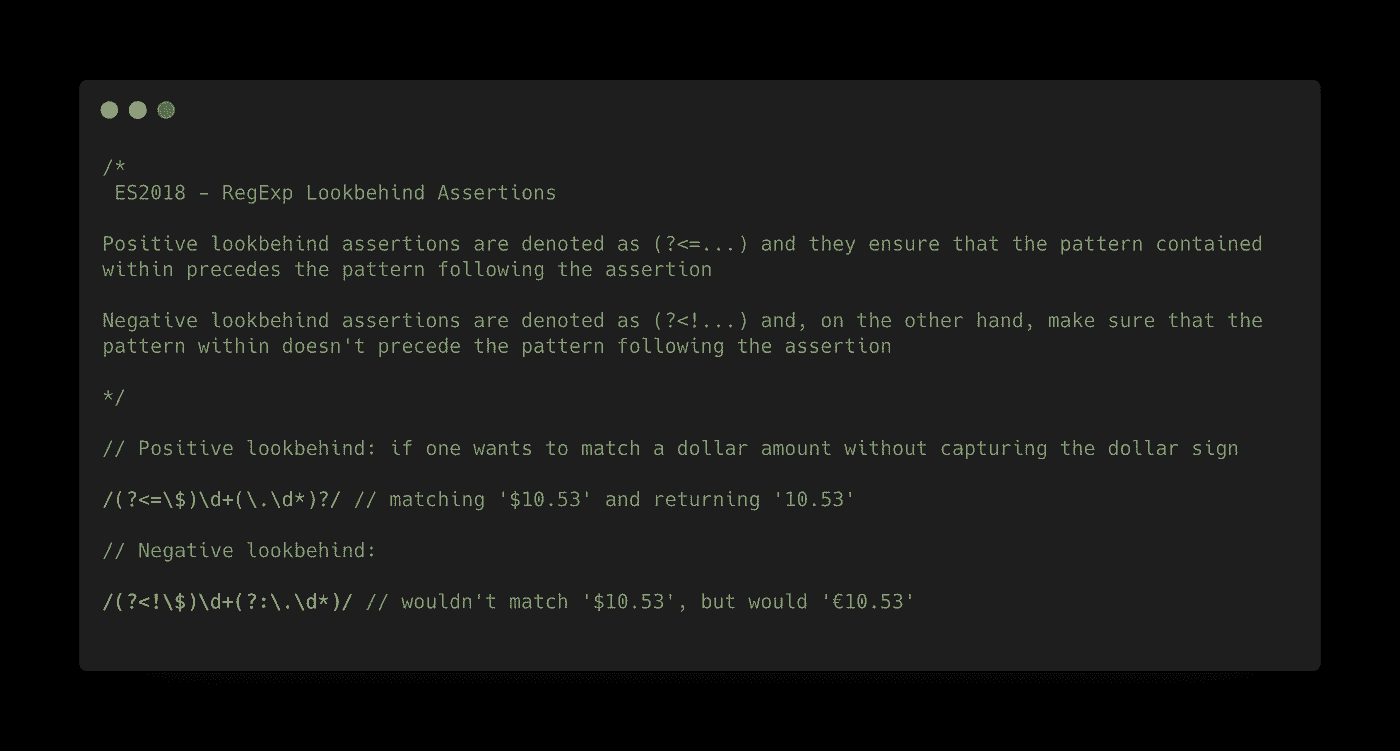 /*
ES2018 - RegExp Lookbehind Assertions
Positive lookbehind assertions are denoted as (?<=...) and they ensure that the pattern contained
within precedes the pattern following the assertion
Negative lookbehind assertions are denoted as (?<!...) and, on the other hand, make sure that the
pattern within doesn't precede the pattern following the assertion
*/
// Positive lookbehind: if one wants to match a dollar amount without capturing the dollar sign
/(?<=\$)\d+(\.\d*)?/ // matching '$10.53' and returning '10.53'
// Negative lookbehind:
/(?<!\$)\d+(?:\.\d*)/ // wouldn't match '$10.53', but would '€10.53'